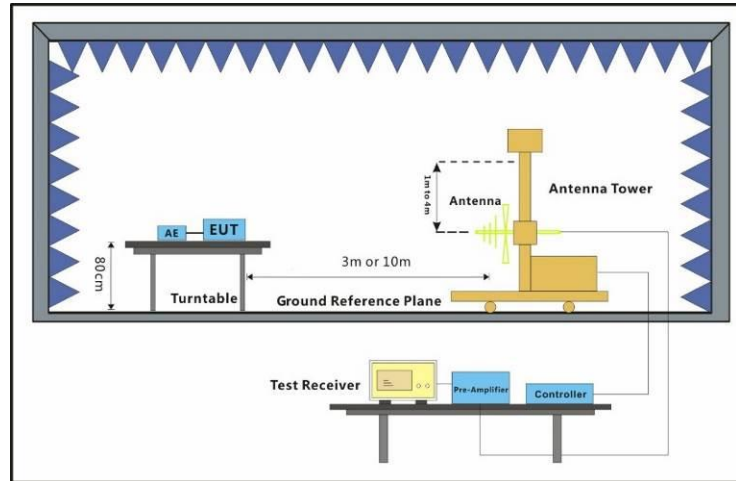 1m to 4m
Antenna
Antenna Tower
AE
EUT
80cm
3m or 10m
Turntable
Ground Reference Plane
Test Receiver
Pre-Amplifier
Controller